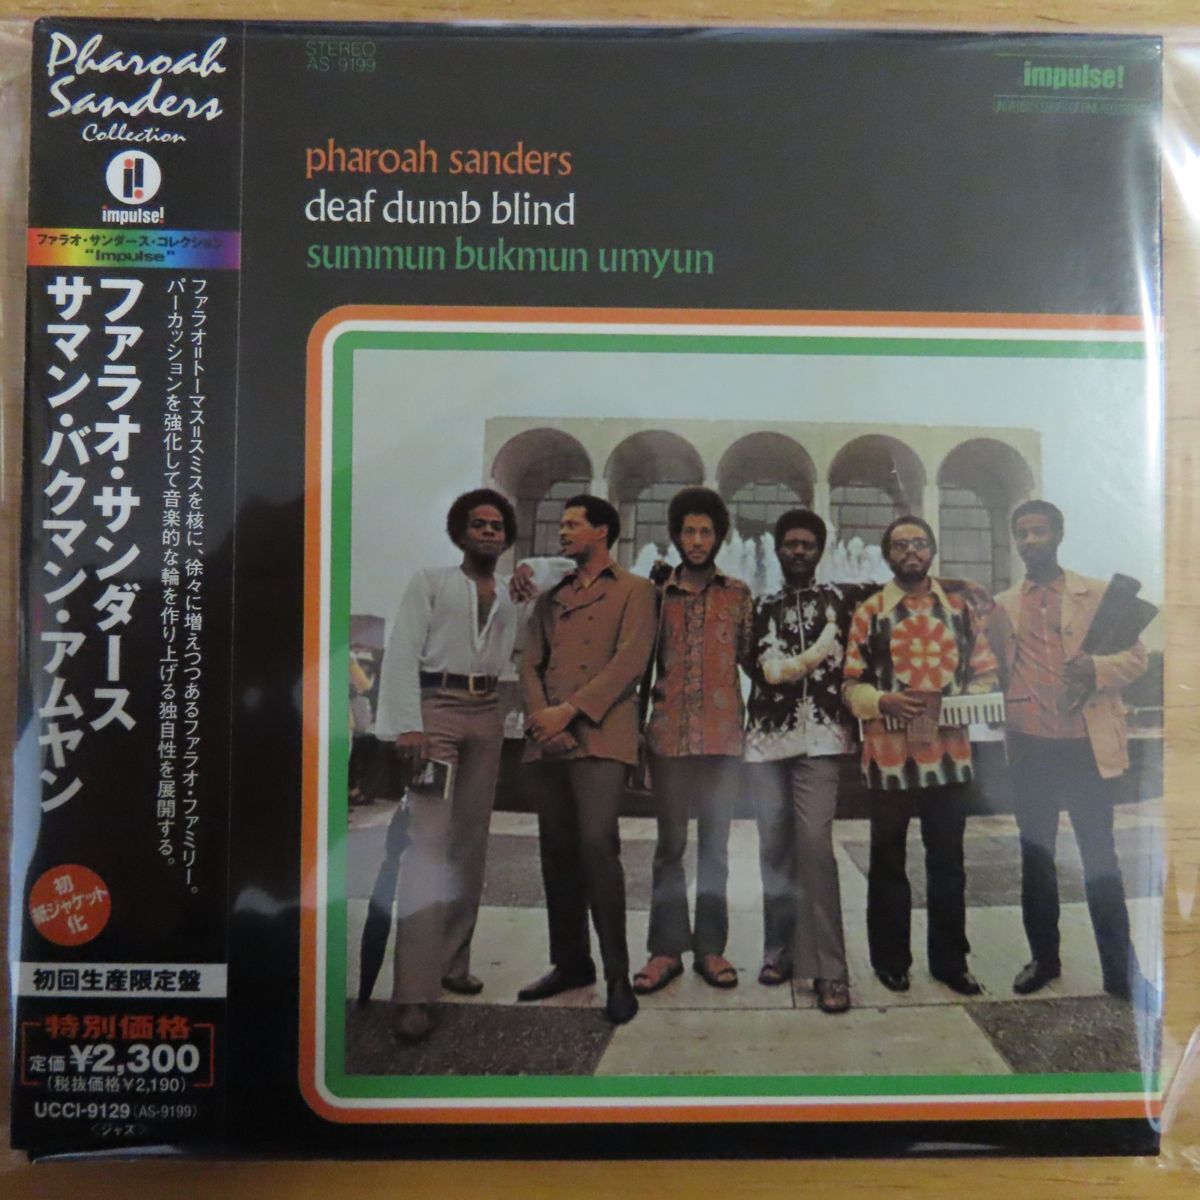 Pharoah
Sanders
Collection
impulse!
ファラオ・サンダース・コレクション
"Impulse"
ファラオ=トーマス=スミスを核に、徐々に増えつつあるファラオ・ファミリー。
パーカッションを強化して音楽的な輪を作り上げる独自性を展開する。
ファラオ・サンダース
サマン・バクマン・アムヤン
初
紙ジャケット
化
初回生産限定盤
特別価格
定価¥2,300
(税抜価格¥2,190)
UCCI-9129(AS-9199)
<ジャズ>
STEREO
AS-9199
impulse!
pharoah sanders
deaf dumb blind
summun bukmun umyun